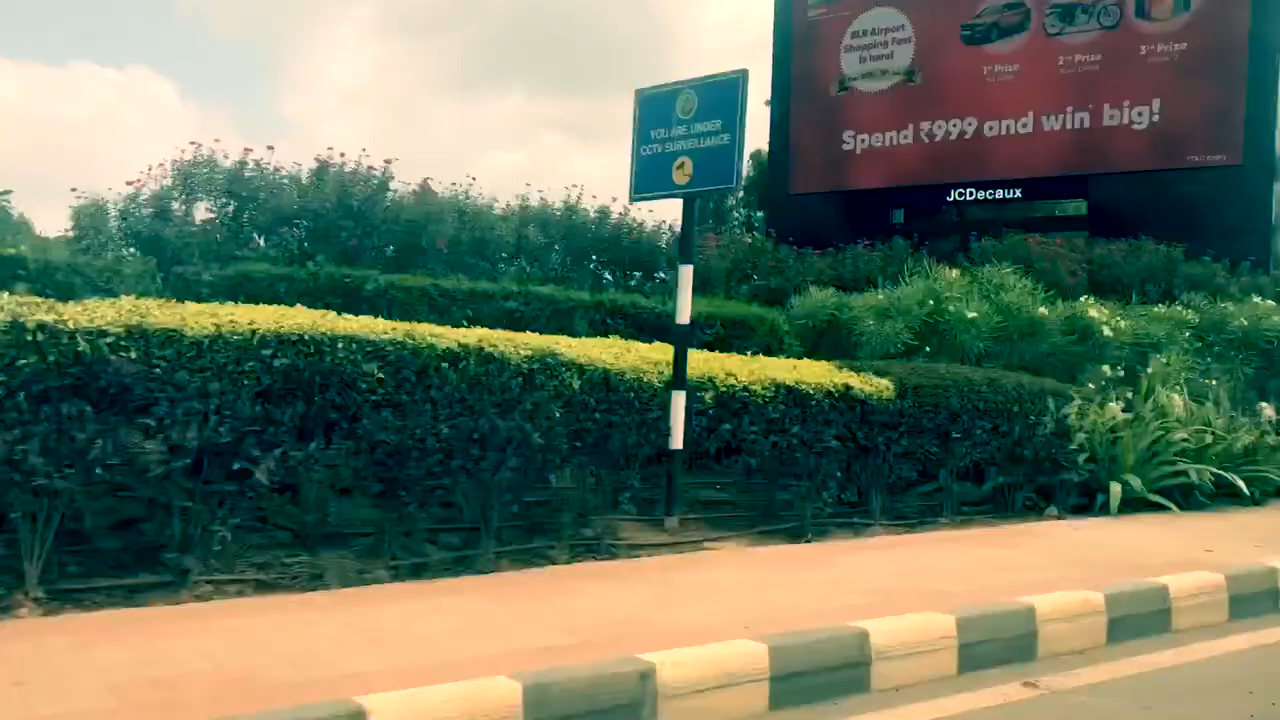 YOU ARE UNDER
CCTV SURVEILLANCE
BLR Airport
Shopping Fest
is here!
1st Prize
2nd Prize
3rd Prize
Spend ₹999 and win big!
JCDecaux